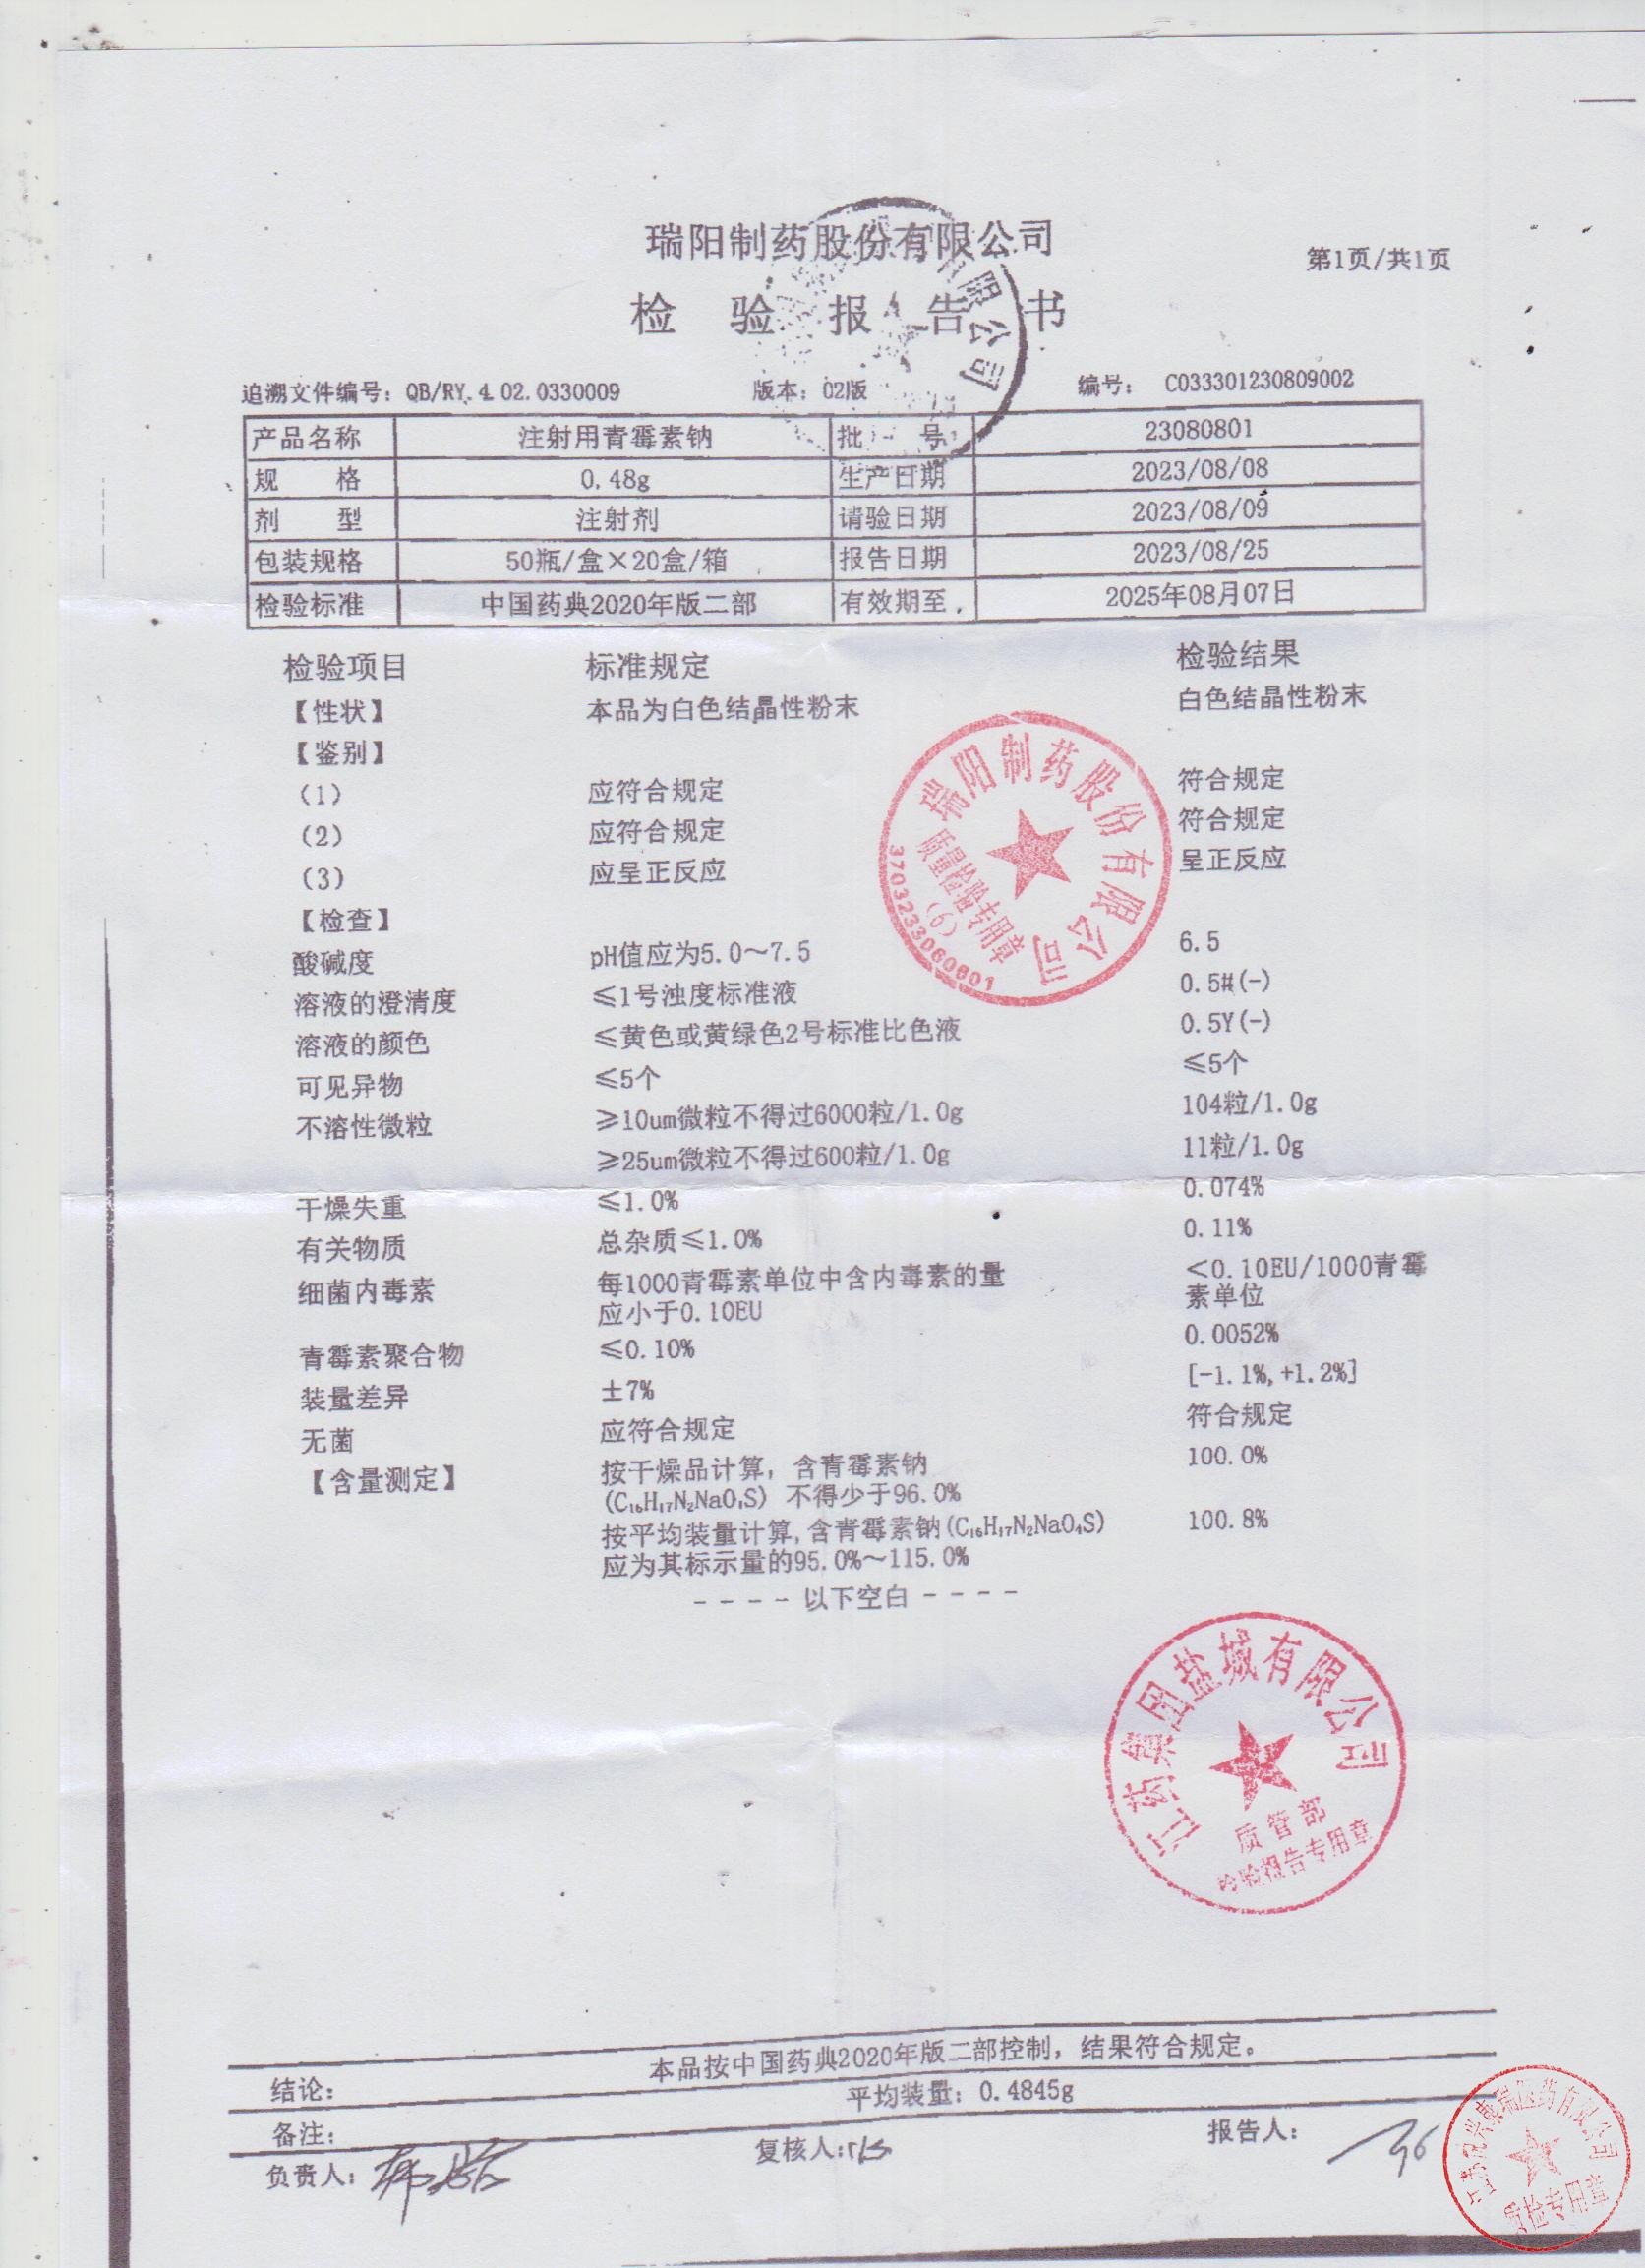 瑞阳制药股份有限公司
第1页/共1页
检 验 报 告 书
限公司
追溯文件编号：QB/RY.4.02.0330009 版本：02版 编号：C033301230809002
产品名称 注射用青霉素钠 批 号 23080801
规 格 0.48g 生产日期 2023/08/08
剂 型 注射剂 请验日期 2023/08/09
包装规格 50瓶/盒×20盒/箱 报告日期 2023/08/25
检验标准 中国药典2020年版二部 有效期至 2025年08月07日
检验项目 标准规定 检验结果
【性状】 本品为白色结晶性粉末 白色结晶性粉末
【鉴别】
(1) 应符合规定 符合规定
(2) 应符合规定 符合规定
(3) 应呈正反应 呈正反应
【检查】
酸碱度 pH值应为5.0～7.5 6.5
溶液的澄清度 ≤1号浊度标准液 0.5#(-)
溶液的颜色 ≤黄色或黄绿色2号标准比色液 0.5Y(-)
可见异物 ≤5个 ≤5个
不溶性微粒 ≥10um微粒不得过6000粒/1.0g 104粒/1.0g
≥25um微粒不得过600粒/1.0g 11粒/1.0g
干燥失重 ≤1.0% 0.074%
有关物质 总杂质≤1.0% 0.11%
细菌内毒素 每1000青霉素单位中含内毒素的量 <0.10EU/1000青霉
应小于0.10EU 素单位
青霉素聚合物 ≤0.10% 0.0052%
装量差异 ±7% [-1.1%,+1.2%]
无菌 应符合规定 符合规定
【含量测定】 按干燥品计算，含青霉素钠 100.0%
(C₁₆H₁₇N₂NaO₄S) 不得少于96.0%
按平均装量计算,含青霉素钠(C₁₆H₁₇N₂NaO₄S) 100.8%
应为其标示量的95.0%～115.0%
----以下空白----
瑞阳制药股份有限公司
质量检验专用章
(6)
3703233060601
江苏集团盐城有限公司
质管部
检验报告专用章
结论： 本品按中国药典2020年版二部控制，结果符合规定。
备注： 平均装量：0.4845g
负责人： 复核人： 报告人：